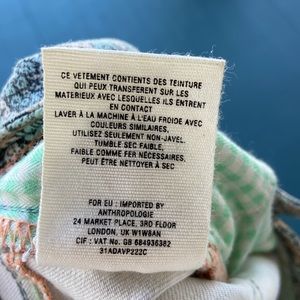 CE VETEMENT CONTIENTS DES TEINTURE
QUI PEUX TRANSFERENT SUR LES
MATERIEUX AVEC LESQUELLES ILS ENTRENT
EN CONTACT
LAVER À LA MACHINE À L'EAU FROIDE AVEC
COULEURS SIMILAIRES,
UTILISEZ SEULEMENT NON-JAVEL.
TUMBLE SEC FAIBLE,
FAIBLE COMME FER NÉCESSAIRES,
PEUT ÊTRE NETTOYER A SEC
FOR EU : IMPORTED BY
ANTHROPOLOGIE
24 MARKET PLACE, 3RD FLOOR
LONDON, UK W1W8AN
CIF : VAT No. GB 684936382
31ADAVP222C